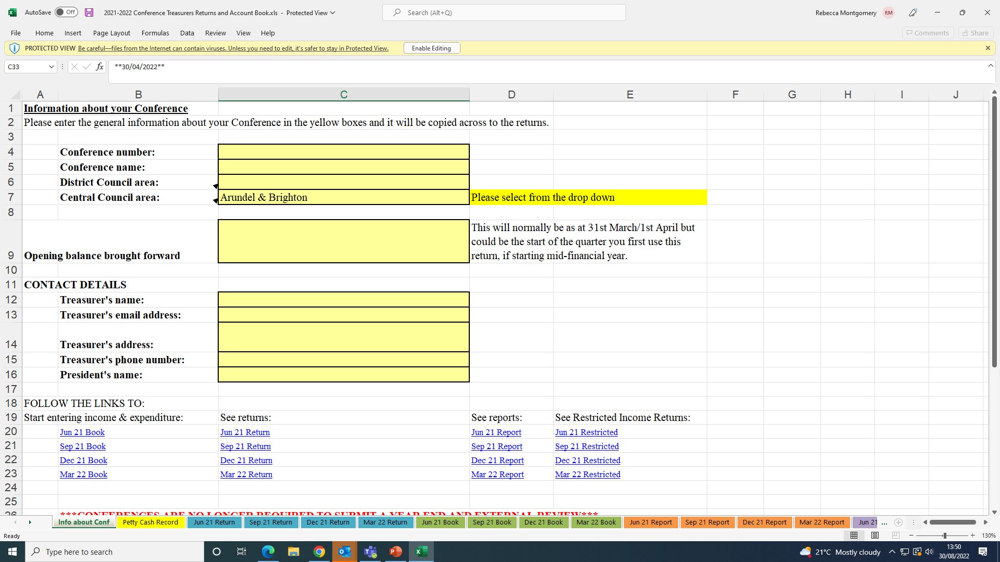 AutoSave Off 2021-2022 Conference Treasurers Returns and Account Book.xls - Protected View Search (Alt+Q) Rebecca Montgomery RM
File Home Insert Page Layout Formulas Data Review View Help Comments Share
PROTECTED VIEW Be careful—files from the Internet can contain viruses. Unless you need to edit, it's safer to stay in Protected View. Enable Editing
C33 fx **30/04/2022**
A B C D E F G H I J
1 Information about your Conference
2 Please enter the general information about your Conference in the yellow boxes and it will be copied across to the returns.
3
4 Conference number:
5 Conference name:
6 District Council area:
7 Central Council area: Arundel & Brighton Please select from the drop down
8
This will normally be as at 31st March/1st April but
could be the start of the quarter you first use this
9 Opening balance brought forward return, if starting mid-financial year.
10
11 CONTACT DETAILS
12 Treasurer's name:
13 Treasurer's email address:
14 Treasurer's address:
15 Treasurer's phone number:
16 President's name:
17
18 FOLLOW THE LINKS TO:
19 Start entering income & expenditure: See returns: See reports: See Restricted Income Returns:
20 Jun 21 Book Jun 21 Return Jun 21 Report Jun 21 Restricted
21 Sep 21 Book Sep 21 Return Sep 21 Report Sep 21 Restricted
22 Dec 21 Book Dec 21 Return Dec 21 Report Dec 21 Restricted
23 Mar 22 Book Mar 22 Return Mar 22 Report Mar 22 Restricted
24
25
26 ***CONFERENCES ARE NO LONGER REQUIRED TO SUBMIT A YEAR END AND EXTERNAL REVIEW***
Info about Conf Petty Cash Record Jun 21 Return Sep 21 Return Dec 21 Return Mar 22 Return Jun 21 Book Sep 21 Book Dec 21 Book Mar 22 Book Jun 21 Report Sep 21 Report Dec 21 Report Mar 22 Report Jun 21 ...
Ready 130%
Type here to search 21°C Mostly cloudy 13:50
30/08/2022